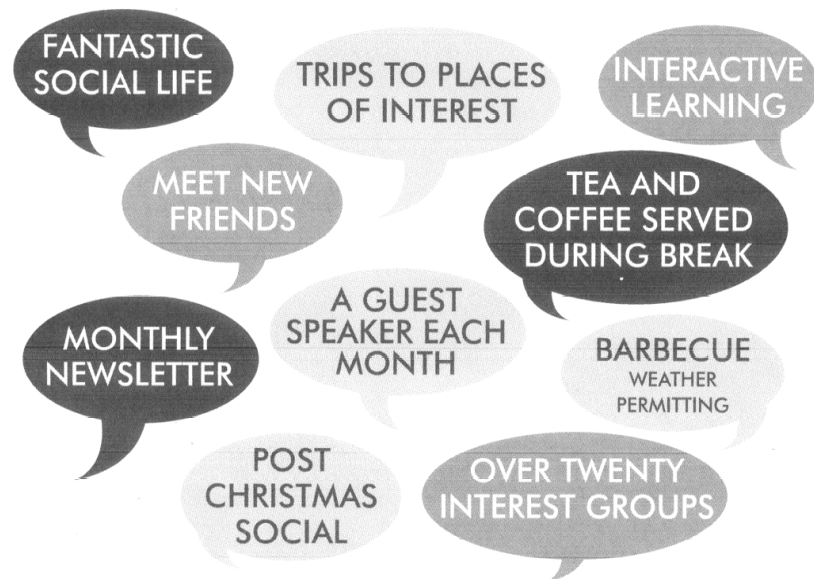 FANTASTIC
SOCIAL LIFE
TRIPS TO PLACES
OF INTEREST
INTERACTIVE
LEARNING
MEET NEW
FRIENDS
TEA AND
COFFEE SERVED
DURING BREAK
A GUEST
SPEAKER EACH
MONTH
MONTHLY
NEWSLETTER
BARBECUE
WEATHER
PERMITTING
POST
CHRISTMAS
SOCIAL
OVER TWENTY
INTEREST GROUPS